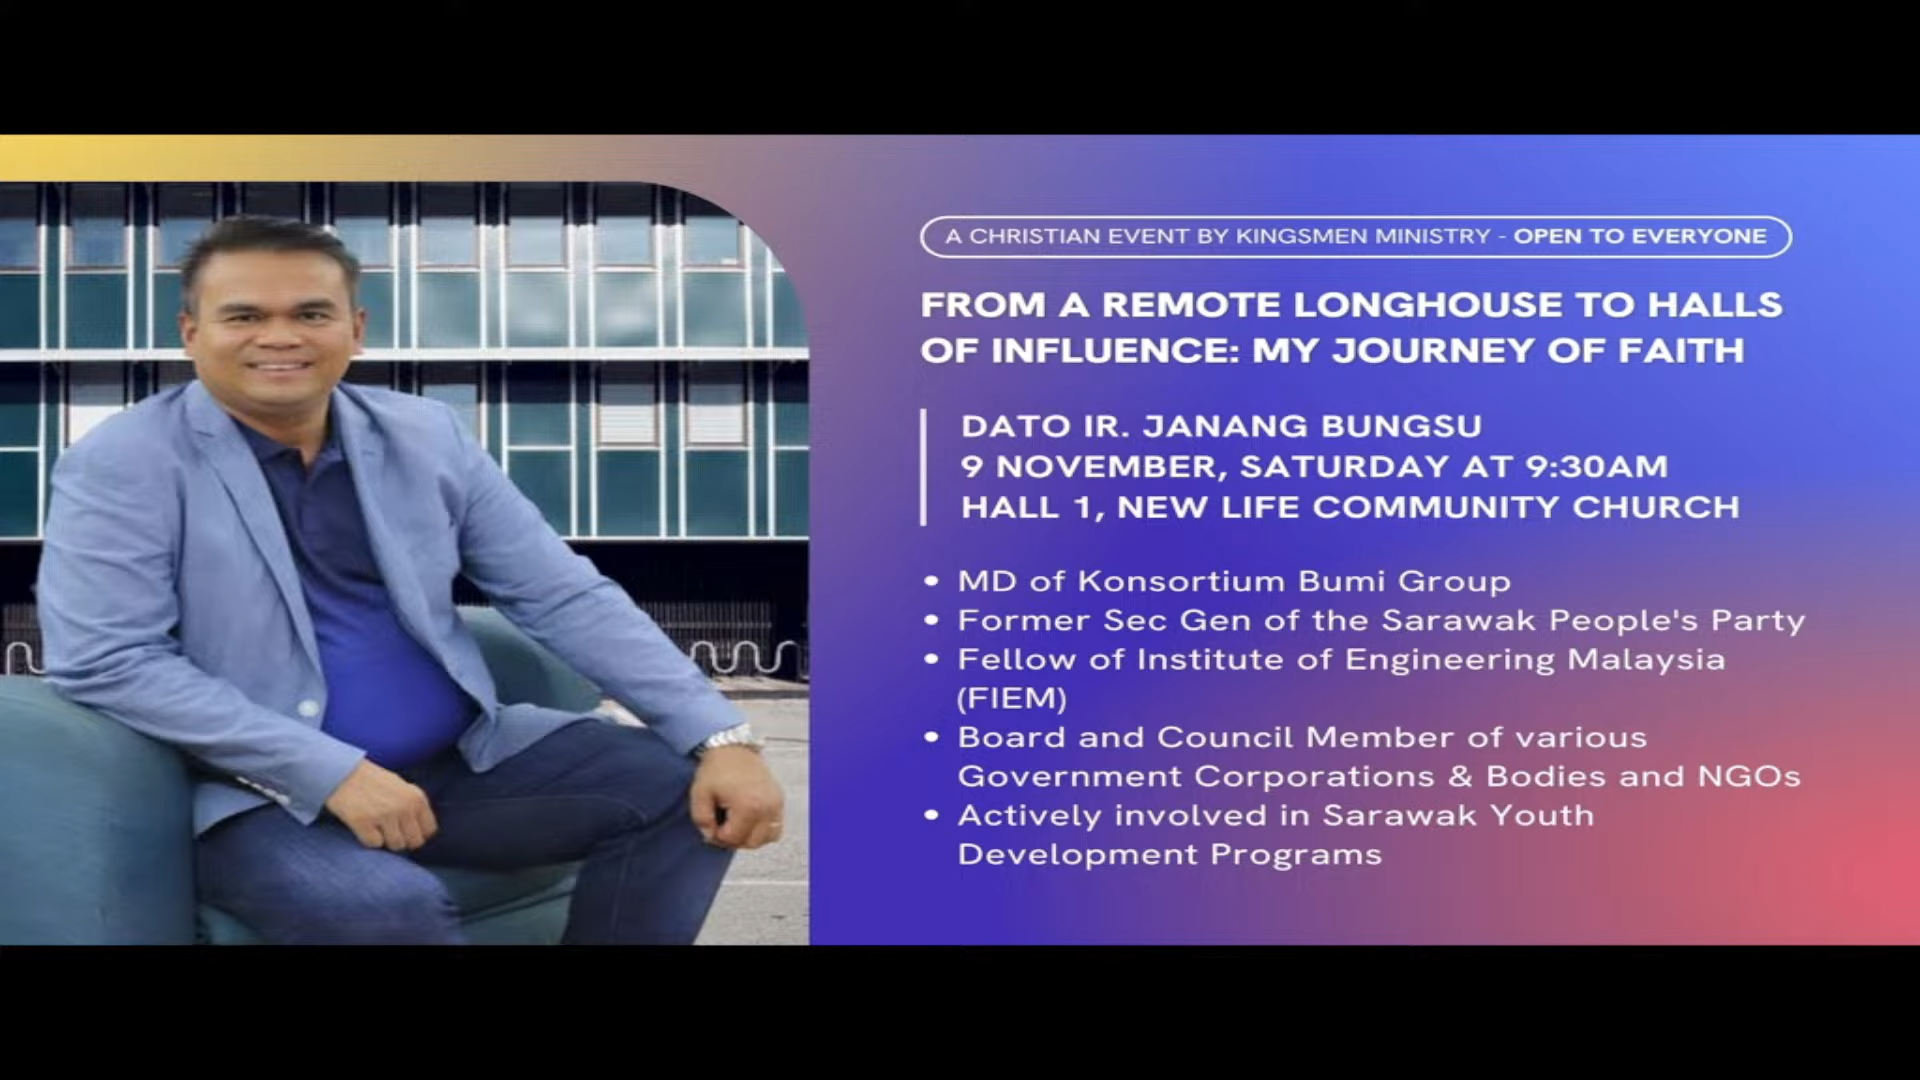 A CHRISTIAN EVENT BY KINGSMEN MINISTRY - OPEN TO EVERYONE
FROM A REMOTE LONGHOUSE TO HALLS
OF INFLUENCE: MY JOURNEY OF FAITH
DATO IR. JANANG BUNGSU
9 NOVEMBER, SATURDAY AT 9:30AM
HALL 1, NEW LIFE COMMUNITY CHURCH
• MD of Konsortium Bumi Group
• Former Sec Gen of the Sarawak People's Party
• Fellow of Institute of Engineering Malaysia
(FIEM)
• Board and Council Member of various
Government Corporations & Bodies and NGOs
• Actively involved in Sarawak Youth
Development Programs